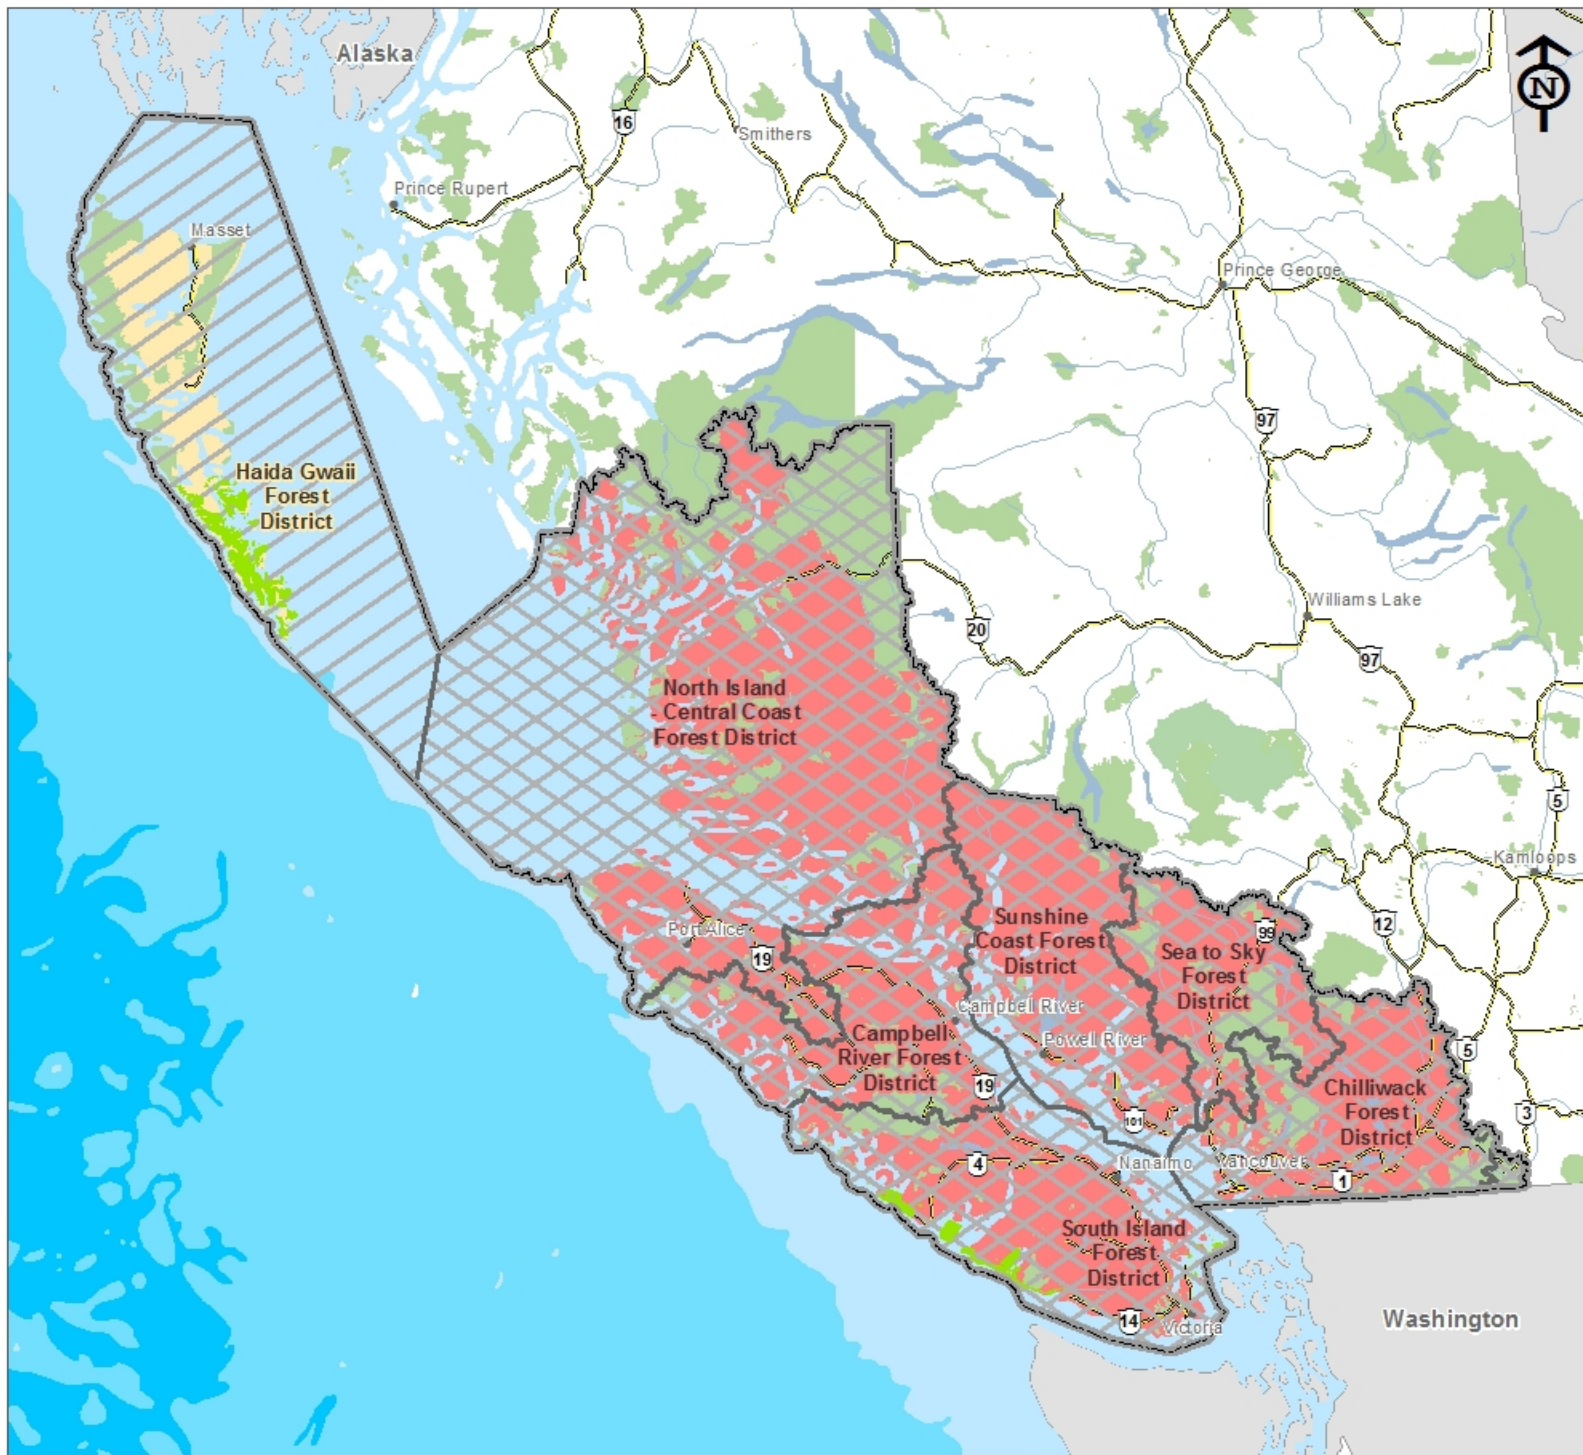 Alaska
N
16
Smithers
Prince Rupert
Masset
Prince George
97
Haida Gwaii
Forest
District
Williams Lake
20
97
North Island
- Central Coast
Forest District
5
Kamloops
Port Alice
19
Sunshine
Coast Forest
District
99
12
Sea to Sky
Forest
District
Campbell River
Powell River
Campbell
River Forest
District
19
101
5
Chilliwack
Forest
District
3
4
Nanaimo
Vancouver
1
South Island
Forest
District
14
Victoria
Washington